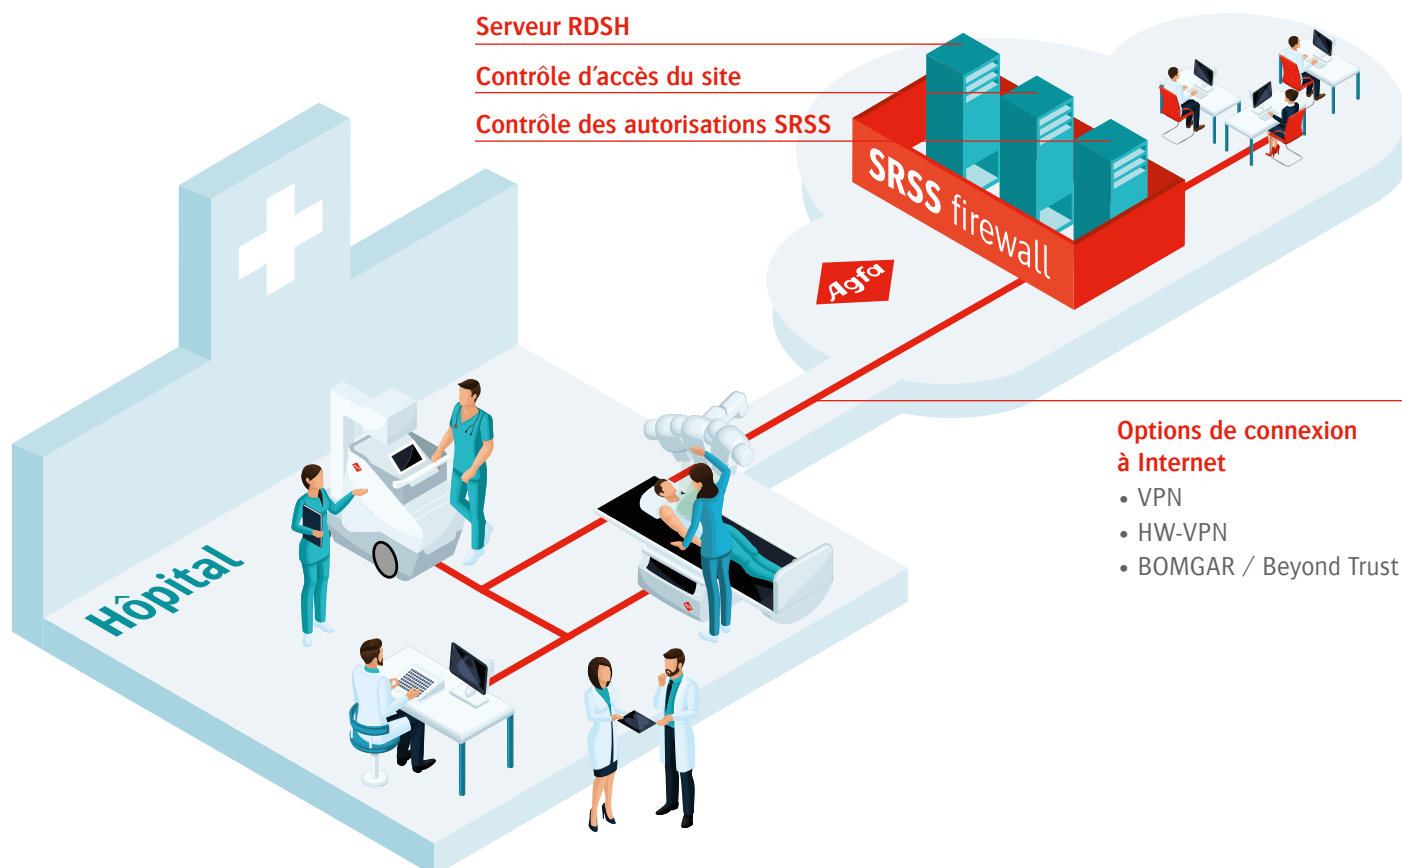 Serveur RDSH
Contrôle d’accès du site
Contrôle des autorisations SRSS
SRSS firewall
Agfa
Options de connexion
à Internet
• VPN
• HW-VPN
• BOMGAR / Beyond Trust
Hôpital